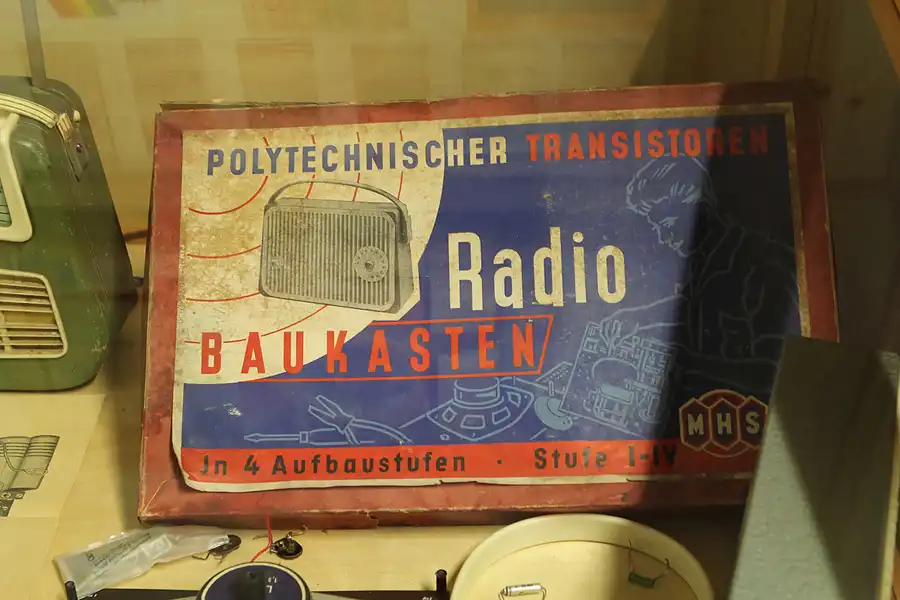 POLYTECHNISCHER TRANSISTOREN
Radio
BAUKASTEN
MHS
In 4 Aufbaustufen · Stufe I-IV